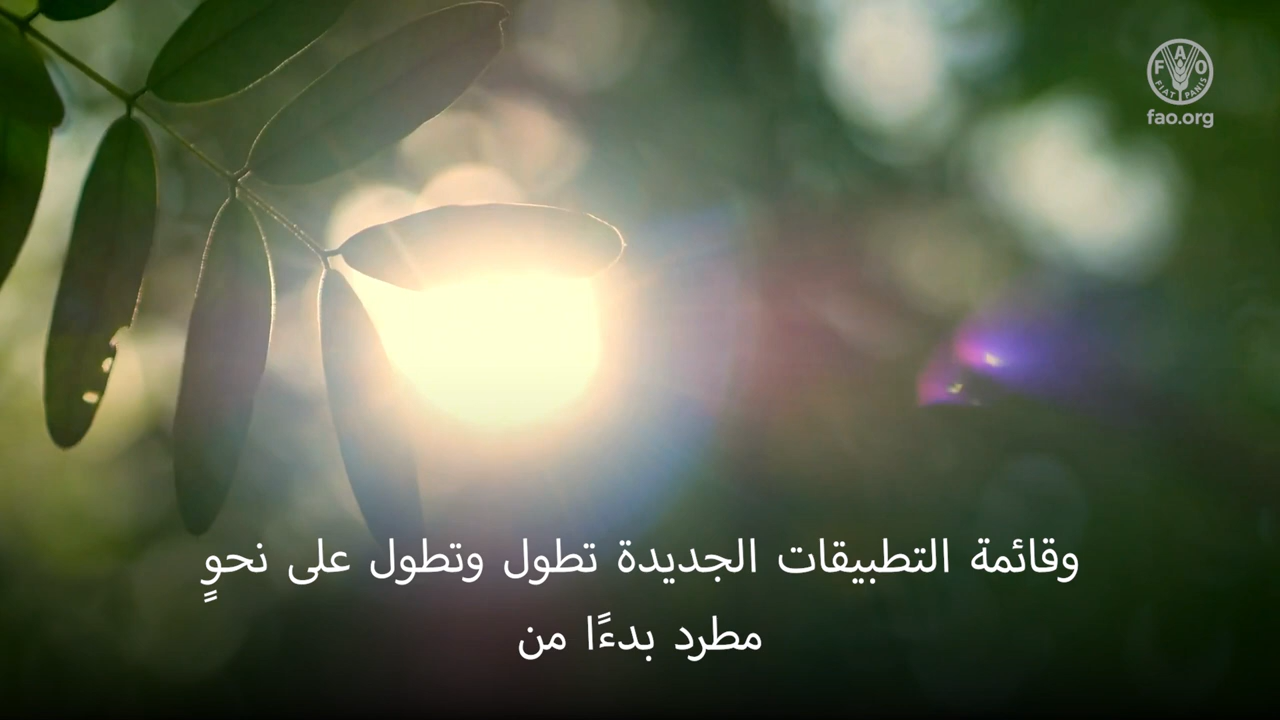 FAO
FIAT PANIS
fao.org
وقائمة التطبيقات الجديدة تطول وتطول على نحوٍ
مطرد بدءًا من